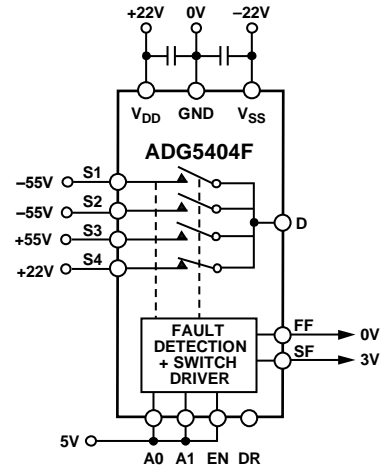 +22V 0V −22V
VDD GND VSS
ADG5404F
−55V S1
−55V S2
+55V S3
+22V S4
D
FAULT
DETECTION
+ SWITCH
DRIVER
FF 0V
SF 3V
5V
A0 A1 EN DR